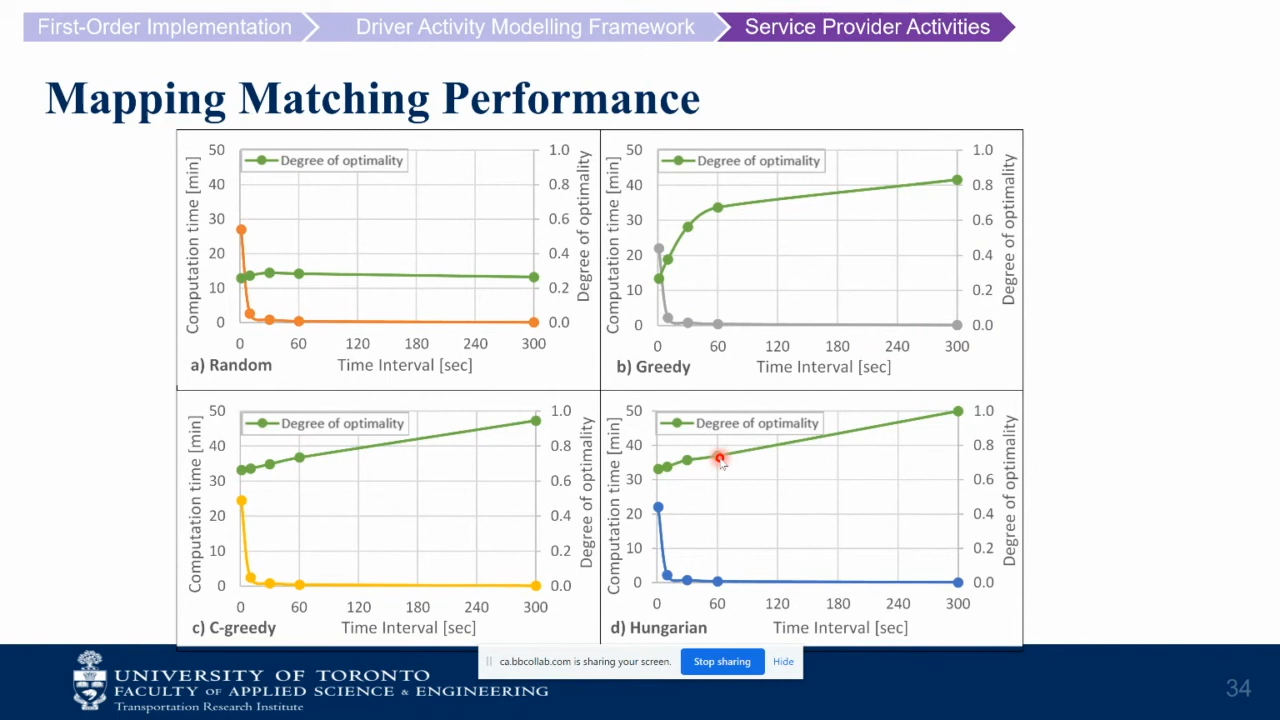 First-Order Implementation
Driver Activity Modelling Framework
Service Provider Activities
Mapping Matching Performance
Degree of optimality
Computation time [min]
50
40
30
20
10
0
1.0
0.8
0.6
0.4
0.2
0.0
Degree of optimality
0 60 120 180 240 300
a) Random
Time Interval [sec]
Degree of optimality
Computation time [min]
50
40
30
20
10
0
1.0
0.8
0.6
0.4
0.2
0.0
Degree of optimality
0 60 120 180 240 300
b) Greedy
Time Interval [sec]
Degree of optimality
Computation time [min]
50
40
30
20
10
0
1.0
0.8
0.6
0.4
0.2
0.0
Degree of optimality
0 60 120 180 240 300
c) C-greedy
Time Interval [sec]
Degree of optimality
Computation time [min]
50
40
30
20
10
0
1.0
0.8
0.6
0.4
0.2
0.0
Degree of optimality
0 60 120 180 240 300
d) Hungarian
Time Interval [sec]
ca.bbcollab.com is sharing your screen.
Stop sharing
Hide
UNIVERSITY OF TORONTO
FACULTY OF APPLIED SCIENCE & ENGINEERING
Transportation Research Institute
34